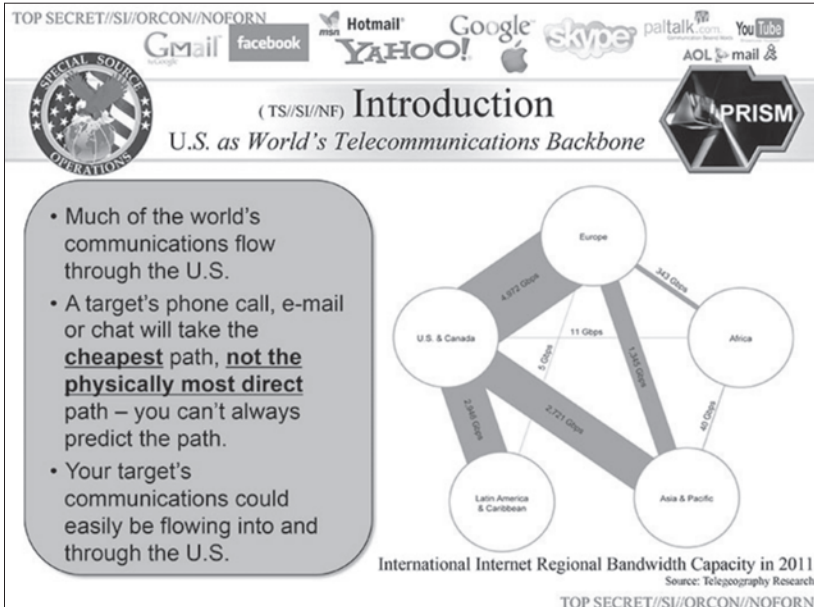 TOP SECRET//SI//ORCON//NOFORN
GMail
by Google
facebook
msn Hotmail
YAHOO!
Google
skype
paltalk.com
YouTube
AOL mail
SPECIAL SOURCE
OPERATIONS
(TS//SI//NF) Introduction
U.S. as World's Telecommunications Backbone
PRISM
• Much of the world's
communications flow
through the U.S.
• A target's phone call, e-mail
or chat will take the
cheapest path, not the
physically most direct
path – you can't always
predict the path.
• Your target's
communications could
easily be flowing into and
through the U.S.
Europe
4,972 Gbps
343 Gbps
U.S. & Canada
11 Gbps
Africa
5 Gbps
1,345 Gbps
2,946 Gbps
2,721 Gbps
40 Gbps
Latin America
& Caribbean
Asia & Pacific
International Internet Regional Bandwidth Capacity in 2011
Source: Telegeography Research
TOP SECRET//SI//ORCON//NOFORN